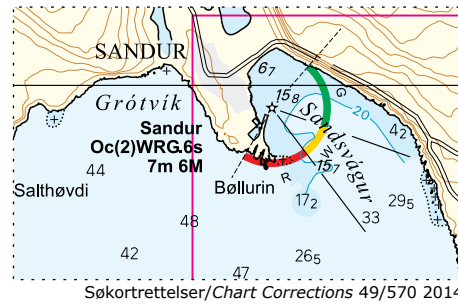 SANDUR
6₇
15₈
G
20
Grótvík
Sandsvágur
Sandur
Oc(2)WRG.6s
7m 6M
4₂
W
15₇
44
Bøllurin
R
Salthøvdi
17₂
29₅
33
48
42
26₅
47
Søkortrettelser/Chart Corrections 49/570 2014